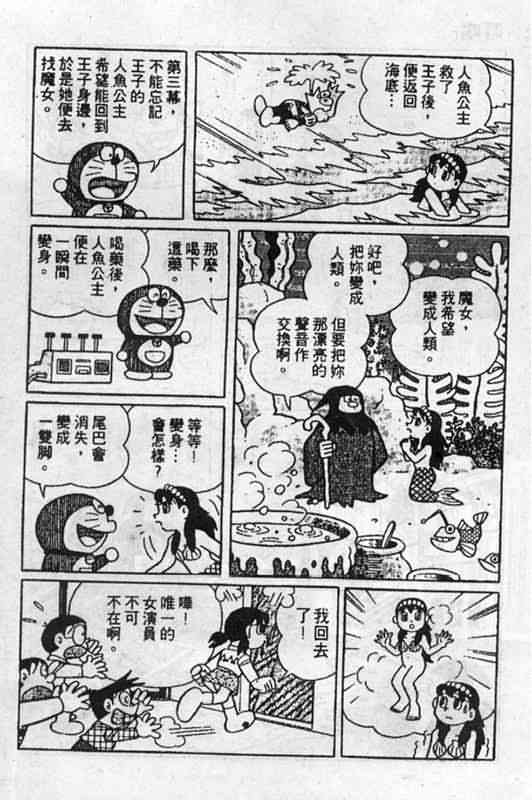 人魚公主
救了
王子後，
便返回
海底…
第三幕，
不能忘記
王子的
人魚公主
希望能回到
王子身邊，
於是她便去
找魔女。
魔女，
我希望
變成人類。
好吧，
把妳變成
人類。
但要把妳
那漂亮的
聲音作
交換啊。
那麼，
喝下
這藥。
喝藥後，
人魚公主
便在
一瞬間
變身。
等等！
變身…
會怎樣？
尾巴會
消失，
變成
一雙脚。
我回去
了！
嘩！
唯一的
女演員
不可
不在啊。